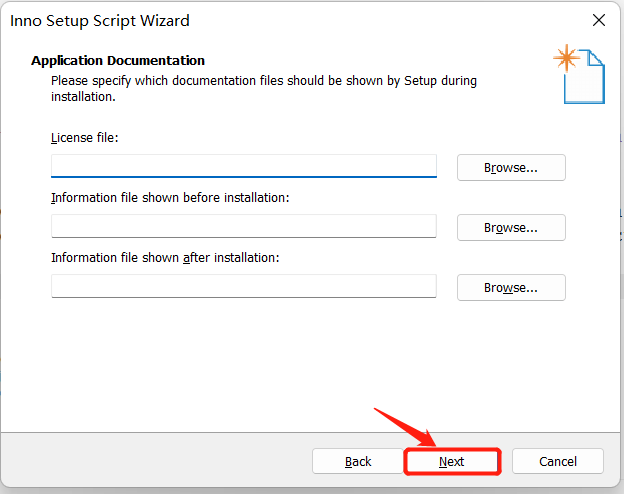 Inno Setup Script Wizard
Application Documentation
Please specify which documentation files should be shown by Setup during
installation.
License file:
Browse...
Information file shown before installation:
Browse...
Information file shown after installation:
Browse...
Back
Next
Cancel